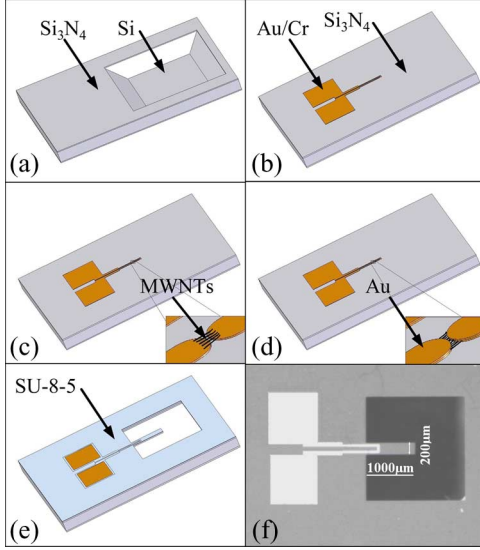 Si₃N₄
Si
(a)
Au/Cr
Si₃N₄
(b)
MWNTs
(c)
Au
(d)
SU-8-5
(e)
200μm
1000μm
(f)